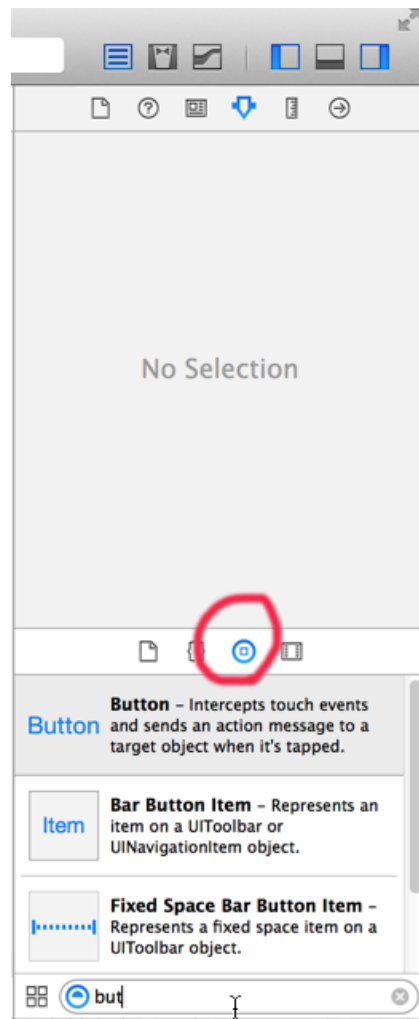 No Selection
Button
Button – Intercepts touch events
and sends an action message to a
target object when it's tapped.
Item
Bar Button Item – Represents an
item on a UIToolbar or
UINavigationItem object.
Fixed Space Bar Button Item –
Represents a fixed space item on a
UIToolbar object.
but